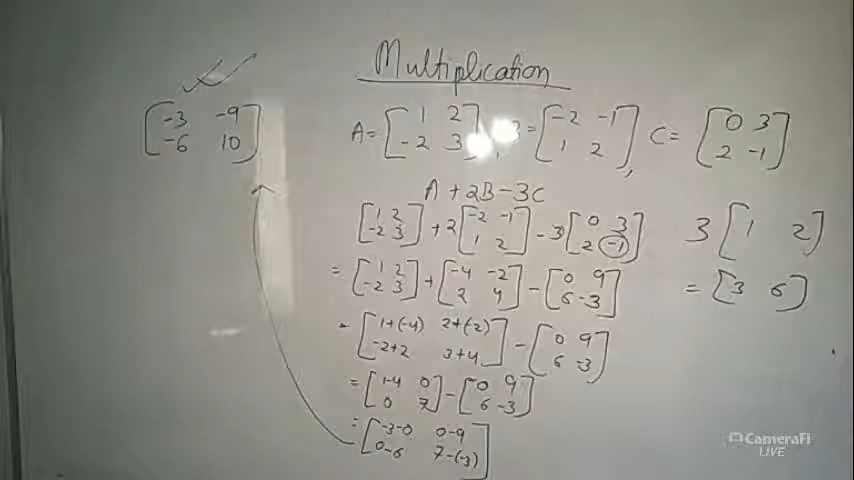 Multiplication
[-3 -9
-6 10]
A = [1 2
-2 3], B = [-2 -1
1 2], C = [0 3
2 -1]
A + 2B - 3C
[1 2
-2 3] + 2[-2 -1
1 2] - 3[0 3
2 -1]
= [1 2
-2 3] + [-4 -2
2 4] - [0 9
6 -3]
= [1+(-4) 2+(-2)
-2+2 3+4] - [0 9
6 -3]
= [1-4 0
0 7] - [0 9
6 -3]
= [-3-0 0-9
0-6 7-(-3)]
3[1 2]
= [3 6]
CameraFi
LIVE